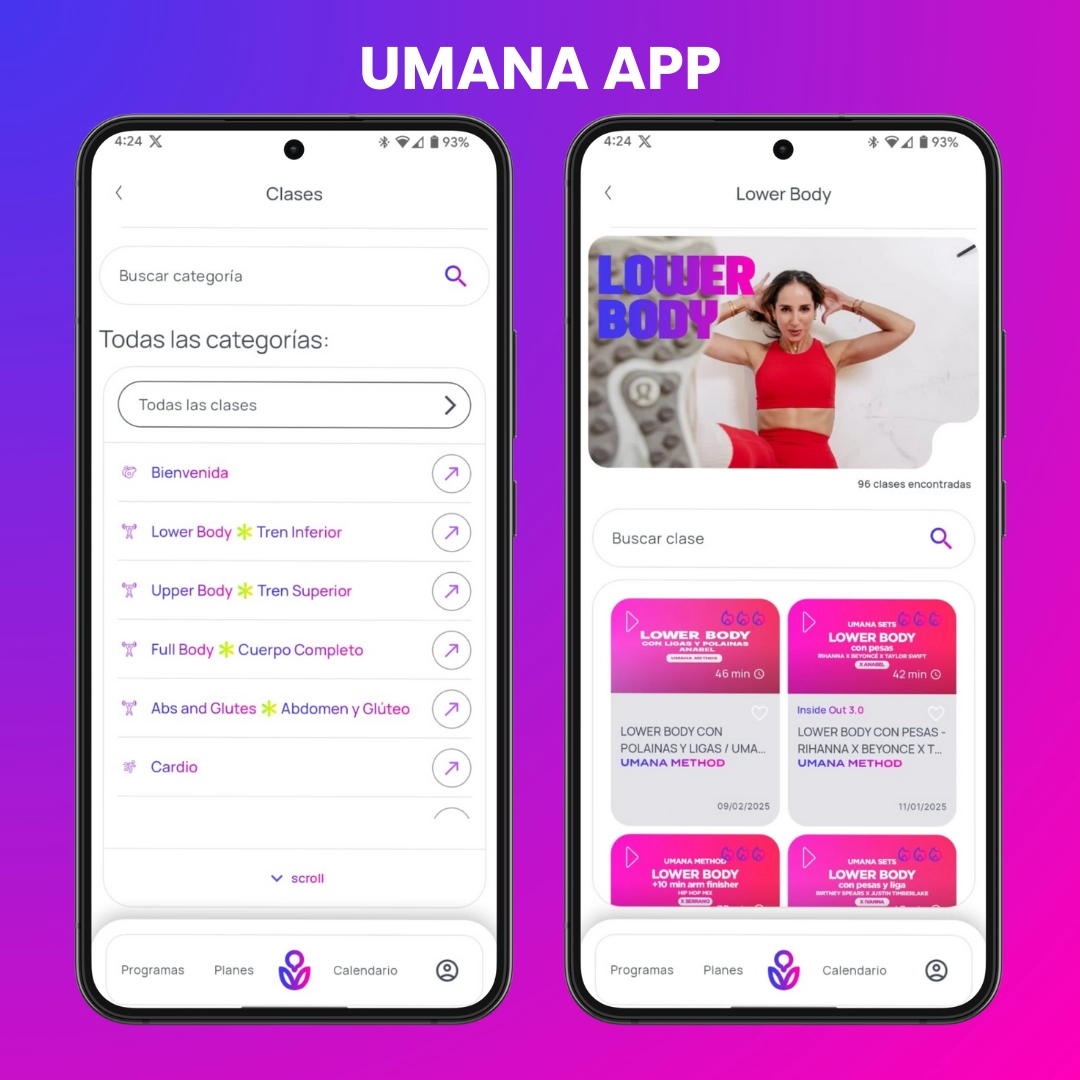 UMANA APP
4:24
93%
Clases
Buscar categoría
Todas las categorías:
Todas las clases
Bienvenida
Lower Body ✱ Tren Inferior
Upper Body ✱ Tren Superior
Full Body ✱ Cuerpo Completo
Abs and Glutes ✱ Abdomen y Glúteo
Cardio
scroll
Programas
Planes
Calendario
4:24
93%
Lower Body
LOWER
BODY
96 clases encontradas
Buscar clase
LOWER BODY
CON LIGAS Y POLAINAS
ANABEL
UMANA METHOD
46 min
LOWER BODY CON
POLAINAS Y LIGAS / UMA...
UMANA METHOD
09/02/2025
UMANA SETS
LOWER BODY
con pesas
RIHANNA X BEYONCÉ X TAYLOR SWIFT
X ANABEL
42 min
Inside Out 3.0
LOWER BODY CON PESAS -
RIHANNA X BEYONCE X T...
UMANA METHOD
11/01/2025
UMANA METHOD
LOWER BODY
+10 min arm finisher
HIP HOP MIX
X SERRANO
UMANA SETS
LOWER BODY
con pesas y liga
BIRTNEY SPEARS X JUSTIN TIMBERLAKE
X IVANNA
Programas
Planes
Calendario